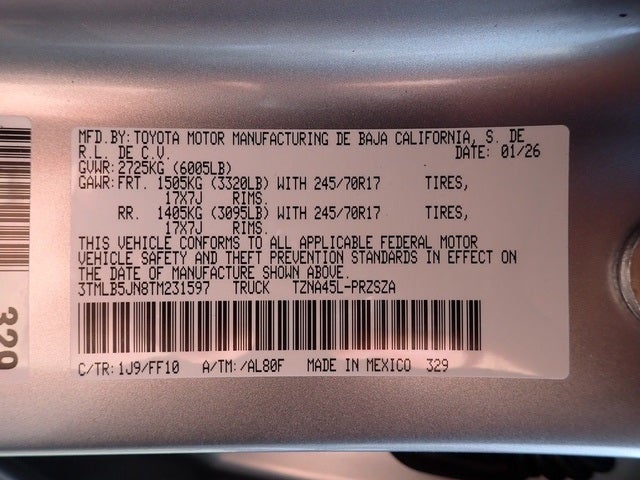 MFD.BY: TOYOTA MOTOR MANUFACTURING DE BAJA CALIFORNIA, S. DE
R.L. DE C.V. DATE: 01/26
GVWR: 2725KG (6005LB)
GAWR: FRT. 1505KG (3320LB) WITH 245/70R17 TIRES,
17X7J RIMS.
RR. 1405KG (3095LB) WITH 245/70R17 TIRES,
17X7J RIMS.
THIS VEHICLE CONFORMS TO ALL APPLICABLE FEDERAL MOTOR
VEHICLE SAFETY AND THEFT PREVENTION STANDARDS IN EFFECT ON
THE DATE OF MANUFACTURE SHOWN ABOVE.
3TMLB5JN8TM231597 TRUCK TZNA45L-PRZSZA
C/TR: 1J9/FF10 A/TM: /AL80F MADE IN MEXICO 329
329